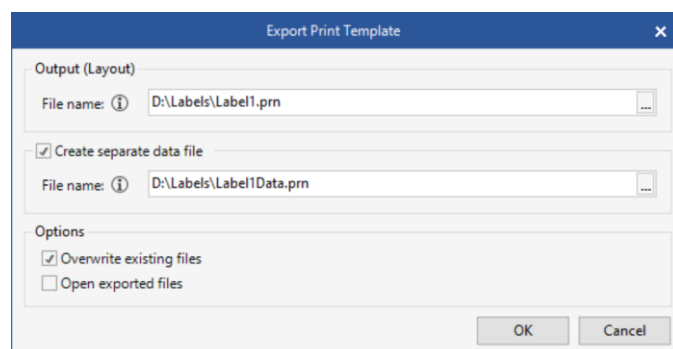 Export Print Template
Output (Layout)
File name: D:\Labels\Label1.prn ...
Create separate data file
File name: D:\Labels\Label1Data.prn ...
Options
Overwrite existing files
Open exported files
OK Cancel